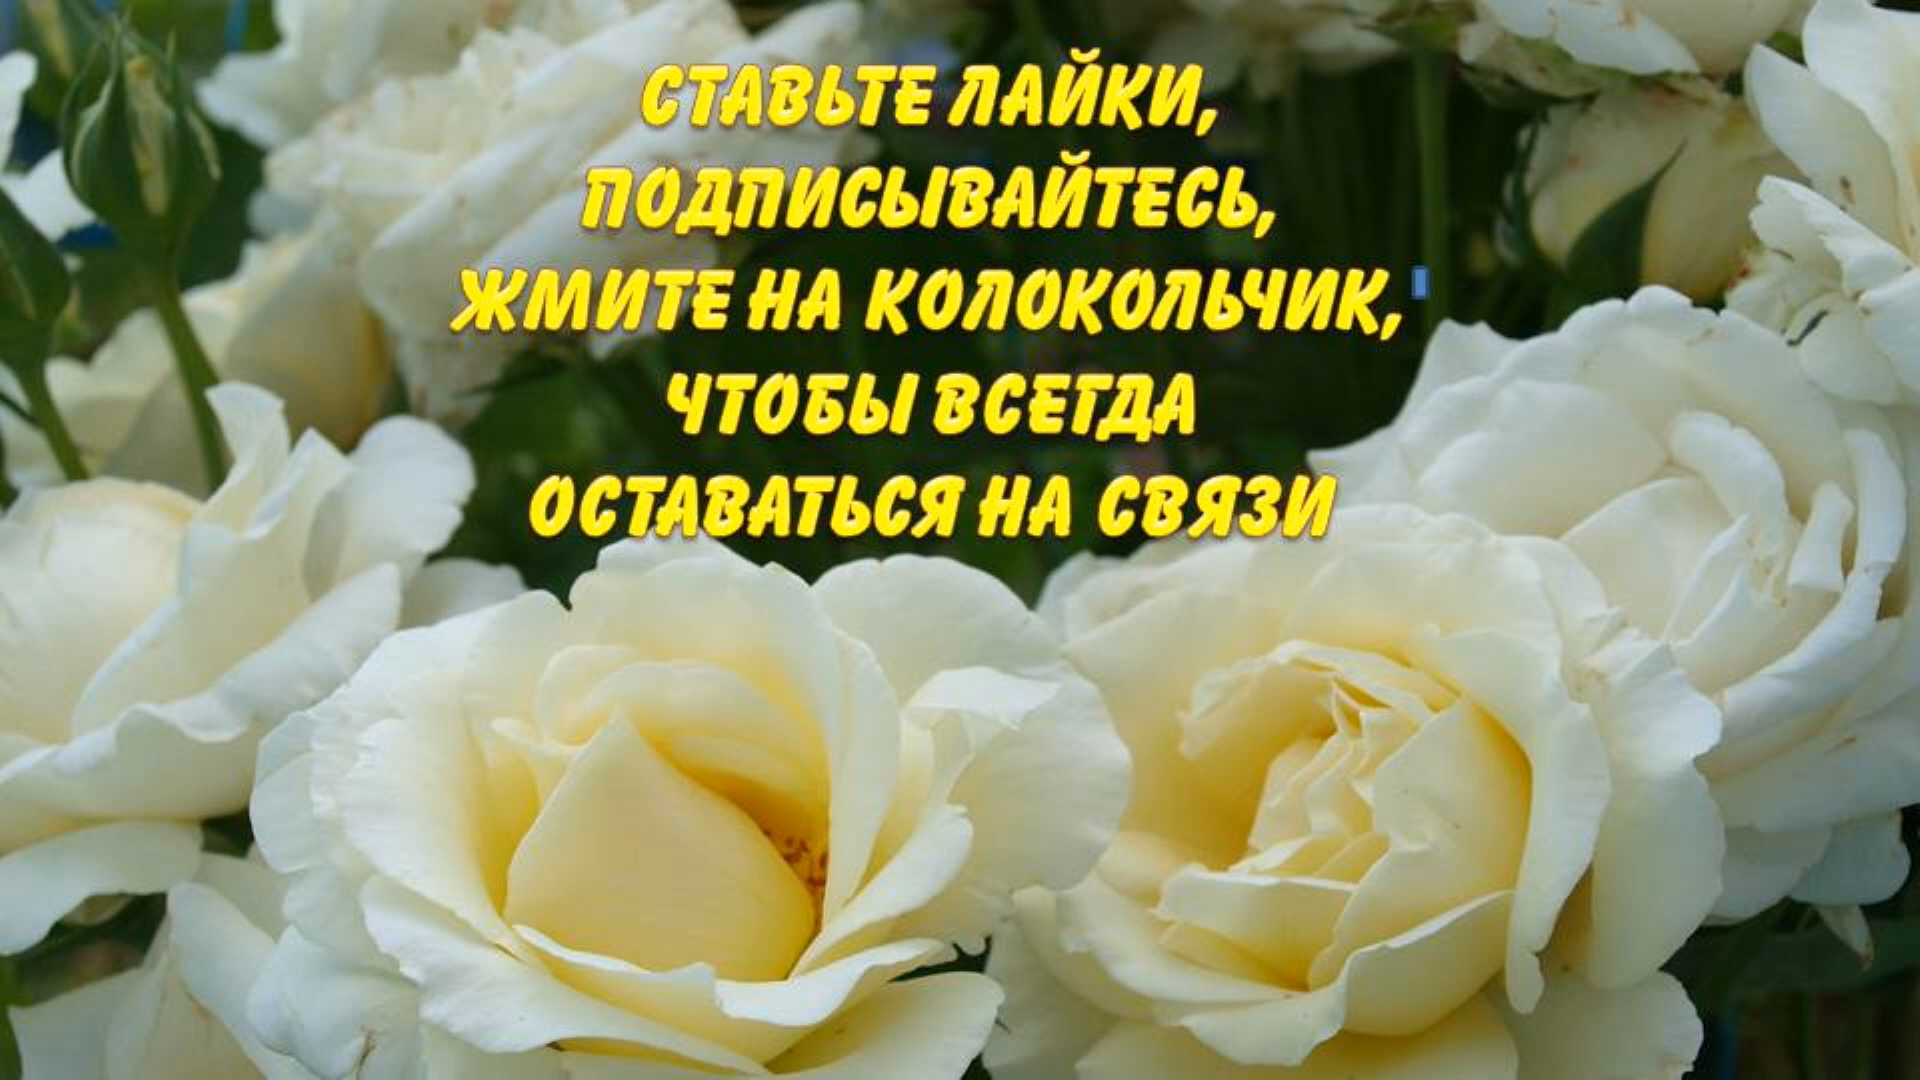 СТАВЬТЕ ЛАЙКИ,
ПОДПИСЫВАЙТЕСЬ,
ЖМИТЕ НА КОЛОКОЛЬЧИК,
ЧТОБЫ ВСЕГДА
ОСТАВАТЬСЯ НА СВЯЗИ